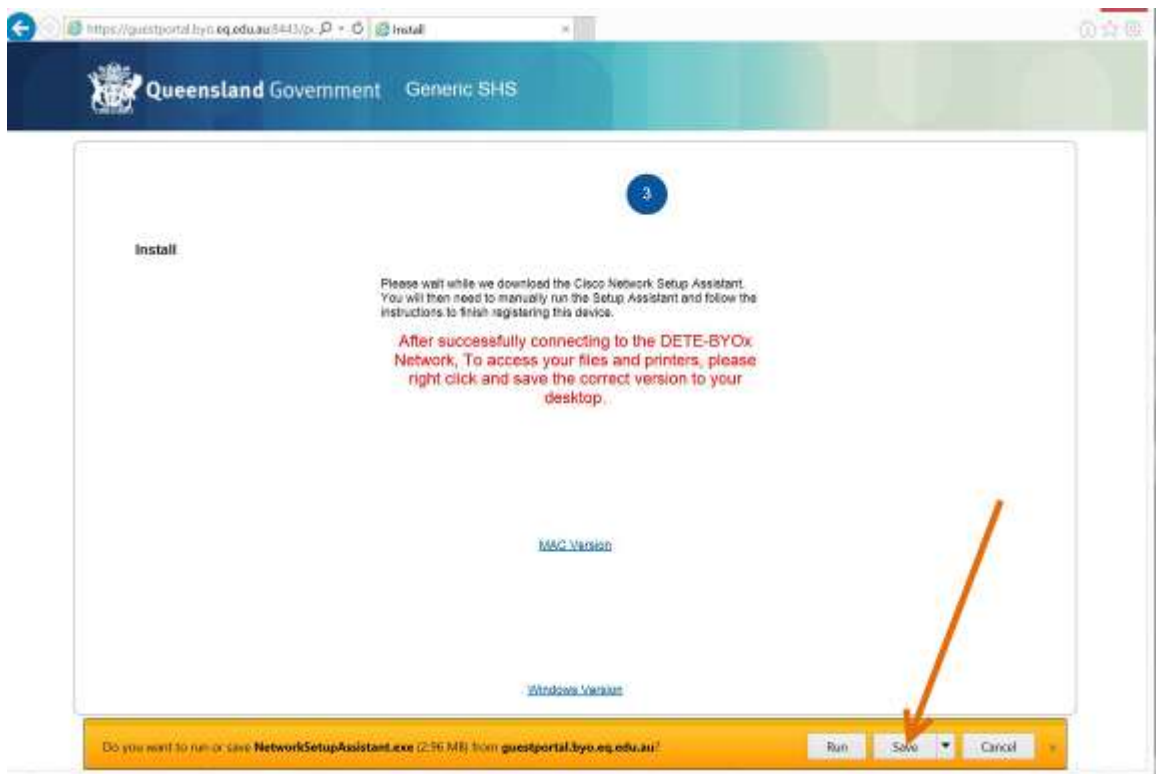 https://guestportal.byo.eq.edu.au:8443/pc
Install
Queensland Government Generic SHS
3
Install
Please wait while we download the Cisco Network Setup Assistant.
You will then need to manually run the Setup Assistant and follow the
instructions to finish registering this device.
After successfully connecting to the DETE-BYOx
Network, To access your files and printers, please
right click and save the correct version to your
desktop.
MAC Version
Windows Version
Do you want to run or save NetworkSetupAssistant.exe (2.96 MB) from guestportal.byo.eq.edu.au?
Run Save Cancel